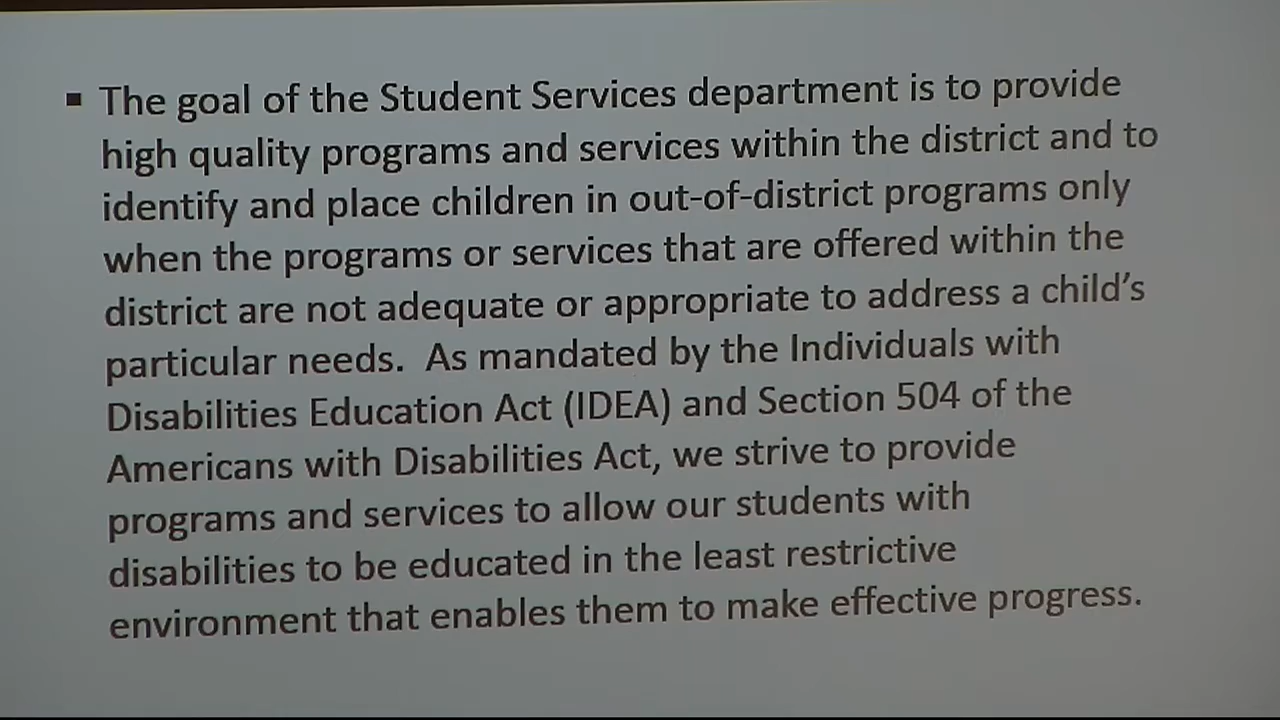 ▪ The goal of the Student Services department is to provide
high quality programs and services within the district and to
identify and place children in out-of-district programs only
when the programs or services that are offered within the
district are not adequate or appropriate to address a child’s
particular needs.  As mandated by the Individuals with
Disabilities Education Act (IDEA) and Section 504 of the
Americans with Disabilities Act, we strive to provide
programs and services to allow our students with
disabilities to be educated in the least restrictive
environment that enables them to make effective progress.